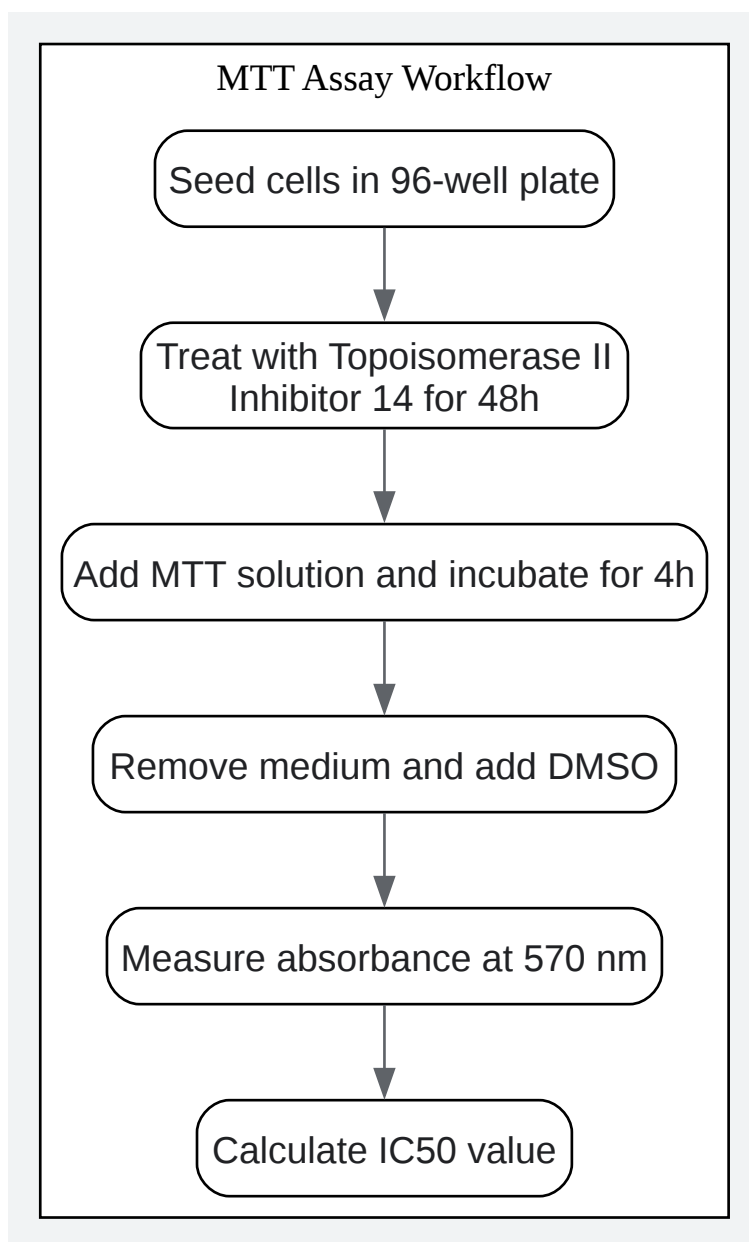 MTT Assay Workflow
Seed cells in 96-well plate
Treat with Topoisomerase II
Inhibitor 14 for 48h
Add MTT solution and incubate for 4h
Remove medium and add DMSO
Measure absorbance at 570 nm
Calculate IC50 value